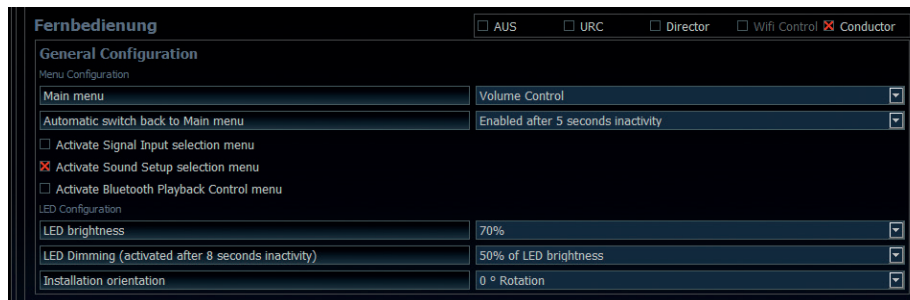 Fernbedienung AUS URC Director Wifi Control Conductor
General Configuration
Menu Configuration
Main menu Volume Control
Automatic switch back to Main menu Enabled after 5 seconds inactivity
Activate Signal Input selection menu
Activate Sound Setup selection menu
Activate Bluetooth Playback Control menu
LED Configuration
LED brightness 70%
LED Dimming (activated after 8 seconds inactivity) 50% of LED brightness
Installation orientation 0 º Rotation